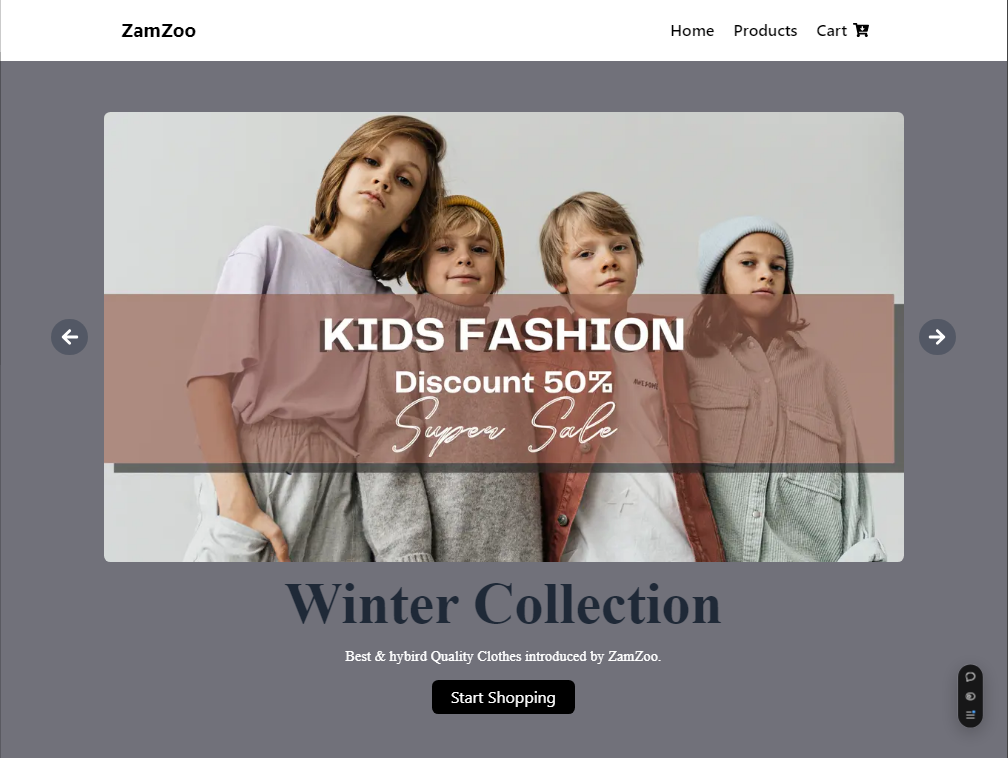 ZamZoo
Home Products Cart
KIDS FASHION
Discount 50%
Super Sale
AWESOME
Winter Collection
Best & hybird Quality Clothes introduced by ZamZoo.
Start Shopping